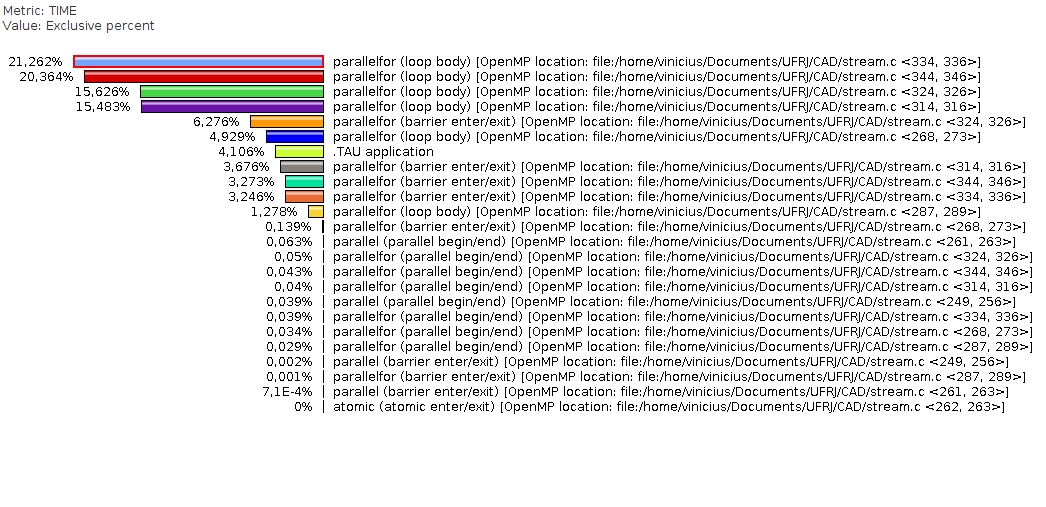 Metric: TIME
Value: Exclusive percent
21,262% parallelfor (loop body) [OpenMP location: file:/home/vinicius/Documents/UFRJ/CAD/stream.c <334, 336>]
20,364% parallelfor (loop body) [OpenMP location: file:/home/vinicius/Documents/UFRJ/CAD/stream.c <344, 346>]
15,626% parallelfor (loop body) [OpenMP location: file:/home/vinicius/Documents/UFRJ/CAD/stream.c <324, 326>]
15,483% parallelfor (loop body) [OpenMP location: file:/home/vinicius/Documents/UFRJ/CAD/stream.c <314, 316>]
6,276% parallelfor (barrier enter/exit) [OpenMP location: file:/home/vinicius/Documents/UFRJ/CAD/stream.c <324, 326>]
4,929% parallelfor (loop body) [OpenMP location: file:/home/vinicius/Documents/UFRJ/CAD/stream.c <268, 273>]
4,106% .TAU application
3,676% parallelfor (barrier enter/exit) [OpenMP location: file:/home/vinicius/Documents/UFRJ/CAD/stream.c <314, 316>]
3,273% parallelfor (barrier enter/exit) [OpenMP location: file:/home/vinicius/Documents/UFRJ/CAD/stream.c <344, 346>]
3,246% parallelfor (barrier enter/exit) [OpenMP location: file:/home/vinicius/Documents/UFRJ/CAD/stream.c <334, 336>]
1,278% parallelfor (loop body) [OpenMP location: file:/home/vinicius/Documents/UFRJ/CAD/stream.c <287, 289>]
0,139% parallelfor (barrier enter/exit) [OpenMP location: file:/home/vinicius/Documents/UFRJ/CAD/stream.c <268, 273>]
0,063% parallel (parallel begin/end) [OpenMP location: file:/home/vinicius/Documents/UFRJ/CAD/stream.c <261, 263>]
0,05% parallelfor (parallel begin/end) [OpenMP location: file:/home/vinicius/Documents/UFRJ/CAD/stream.c <324, 326>]
0,043% parallelfor (parallel begin/end) [OpenMP location: file:/home/vinicius/Documents/UFRJ/CAD/stream.c <344, 346>]
0,04% parallelfor (parallel begin/end) [OpenMP location: file:/home/vinicius/Documents/UFRJ/CAD/stream.c <314, 316>]
0,039% parallel (parallel begin/end) [OpenMP location: file:/home/vinicius/Documents/UFRJ/CAD/stream.c <249, 256>]
0,039% parallelfor (parallel begin/end) [OpenMP location: file:/home/vinicius/Documents/UFRJ/CAD/stream.c <334, 336>]
0,034% parallelfor (parallel begin/end) [OpenMP location: file:/home/vinicius/Documents/UFRJ/CAD/stream.c <268, 273>]
0,029% parallelfor (parallel begin/end) [OpenMP location: file:/home/vinicius/Documents/UFRJ/CAD/stream.c <287, 289>]
0,002% parallel (barrier enter/exit) [OpenMP location: file:/home/vinicius/Documents/UFRJ/CAD/stream.c <249, 256>]
0,001% parallelfor (barrier enter/exit) [OpenMP location: file:/home/vinicius/Documents/UFRJ/CAD/stream.c <287, 289>]
7,1E-4% parallel (barrier enter/exit) [OpenMP location: file:/home/vinicius/Documents/UFRJ/CAD/stream.c <261, 263>]
0% atomic (atomic enter/exit) [OpenMP location: file:/home/vinicius/Documents/UFRJ/CAD/stream.c <262, 263>]